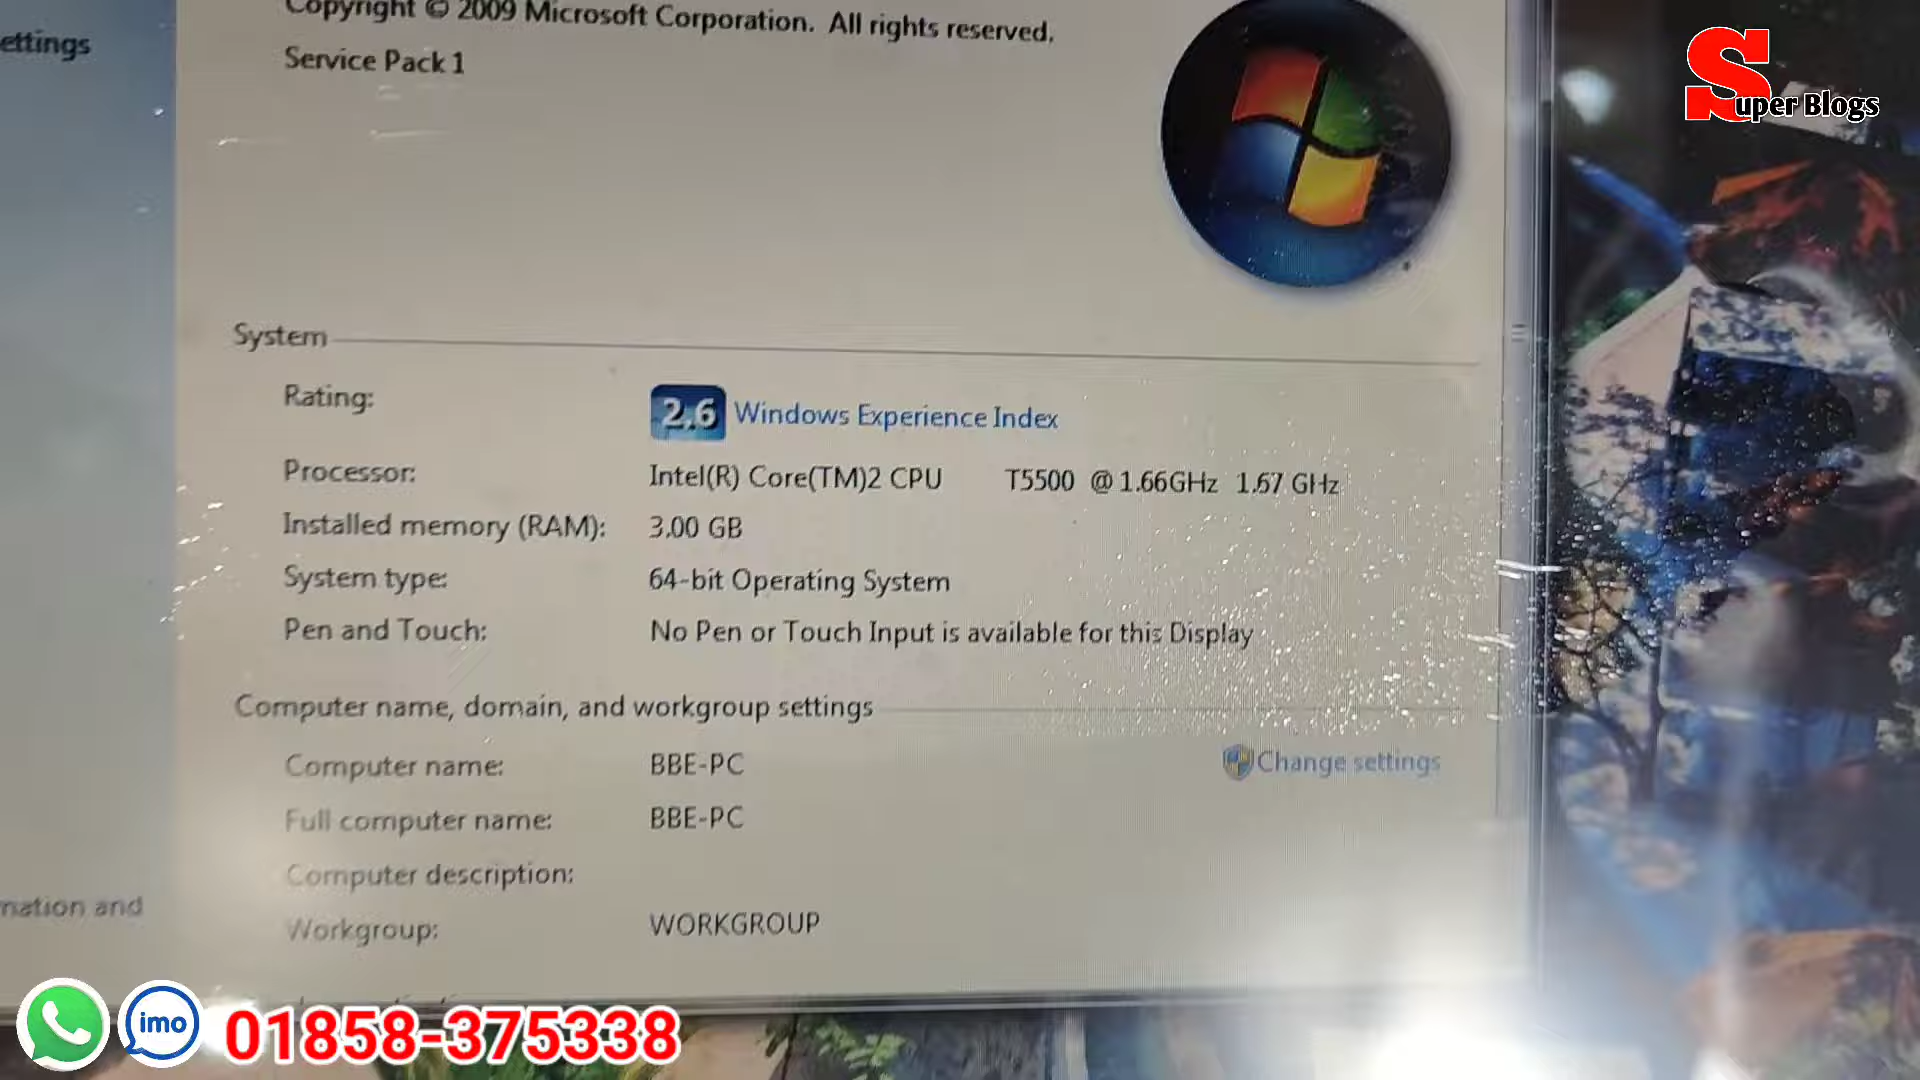 ettings
Copyright © 2009 Microsoft Corporation. All rights reserved.
Service Pack 1
Super Blogs
System
Rating: 2.6 Windows Experience Index
Processor: Intel(R) Core(TM)2 CPU T5500 @ 1.66GHz 1.67 GHz
Installed memory (RAM): 3.00 GB
System type: 64-bit Operating System
Pen and Touch: No Pen or Touch Input is available for this Display
Computer name, domain, and workgroup settings
Computer name: BBE-PC
Change settings
Full computer name: BBE-PC
Computer description:
mation and
Workgroup: WORKGROUP
imo 01858-375338